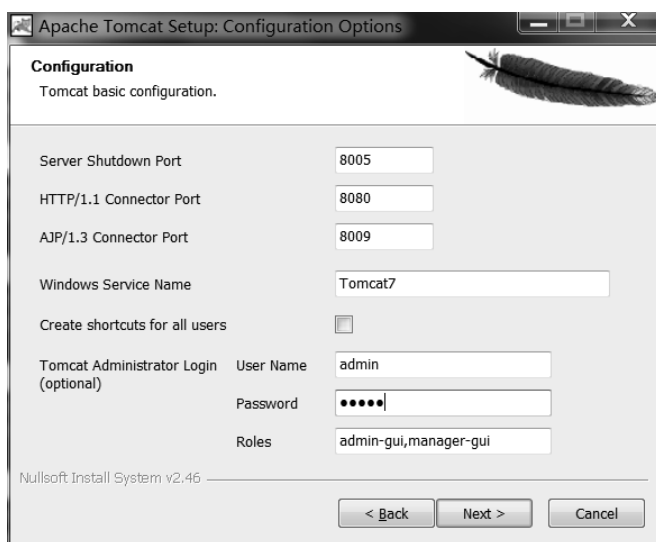 Apache Tomcat Setup: Configuration Options
Configuration
Tomcat basic configuration.
Server Shutdown Port 8005
HTTP/1.1 Connector Port 8080
AJP/1.3 Connector Port 8009
Windows Service Name Tomcat7
Create shortcuts for all users
Tomcat Administrator Login User Name admin
(optional)
Password •••••
Roles admin-gui,manager-gui
Nullsoft Install System v2.46
< Back Next > Cancel